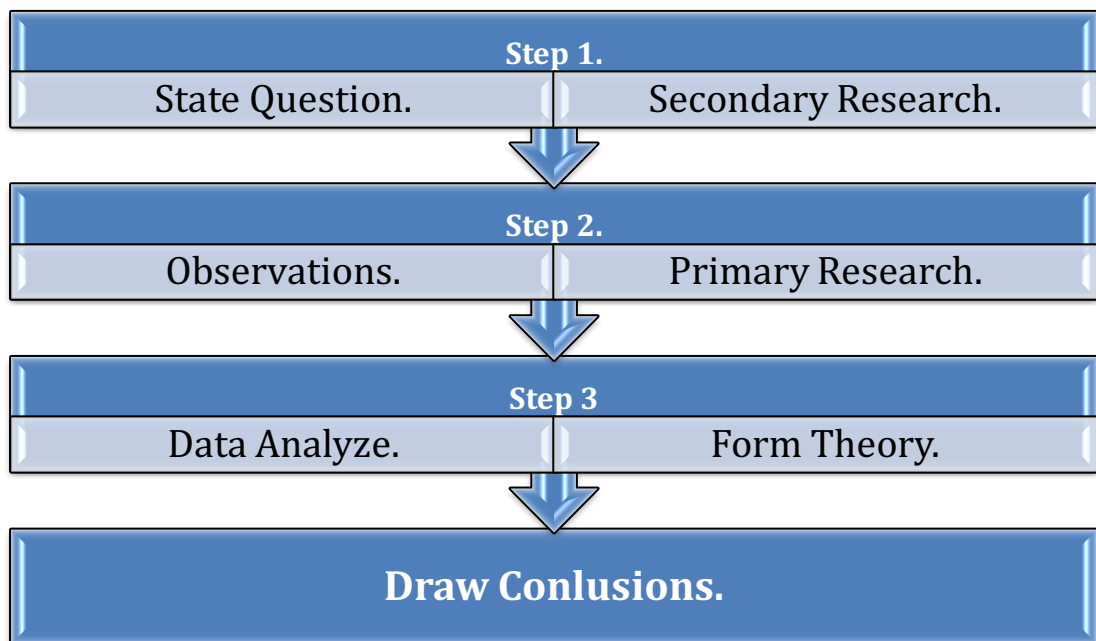 Step 1.
State Question. Secondary Research.
Step 2.
Observations. Primary Research.
Step 3
Data Analyze. Form Theory.
Draw Conlusions.